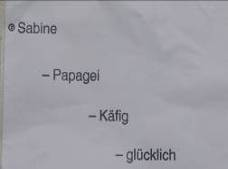 ® Sabine
– Papagei
– Käfig
– glücklich